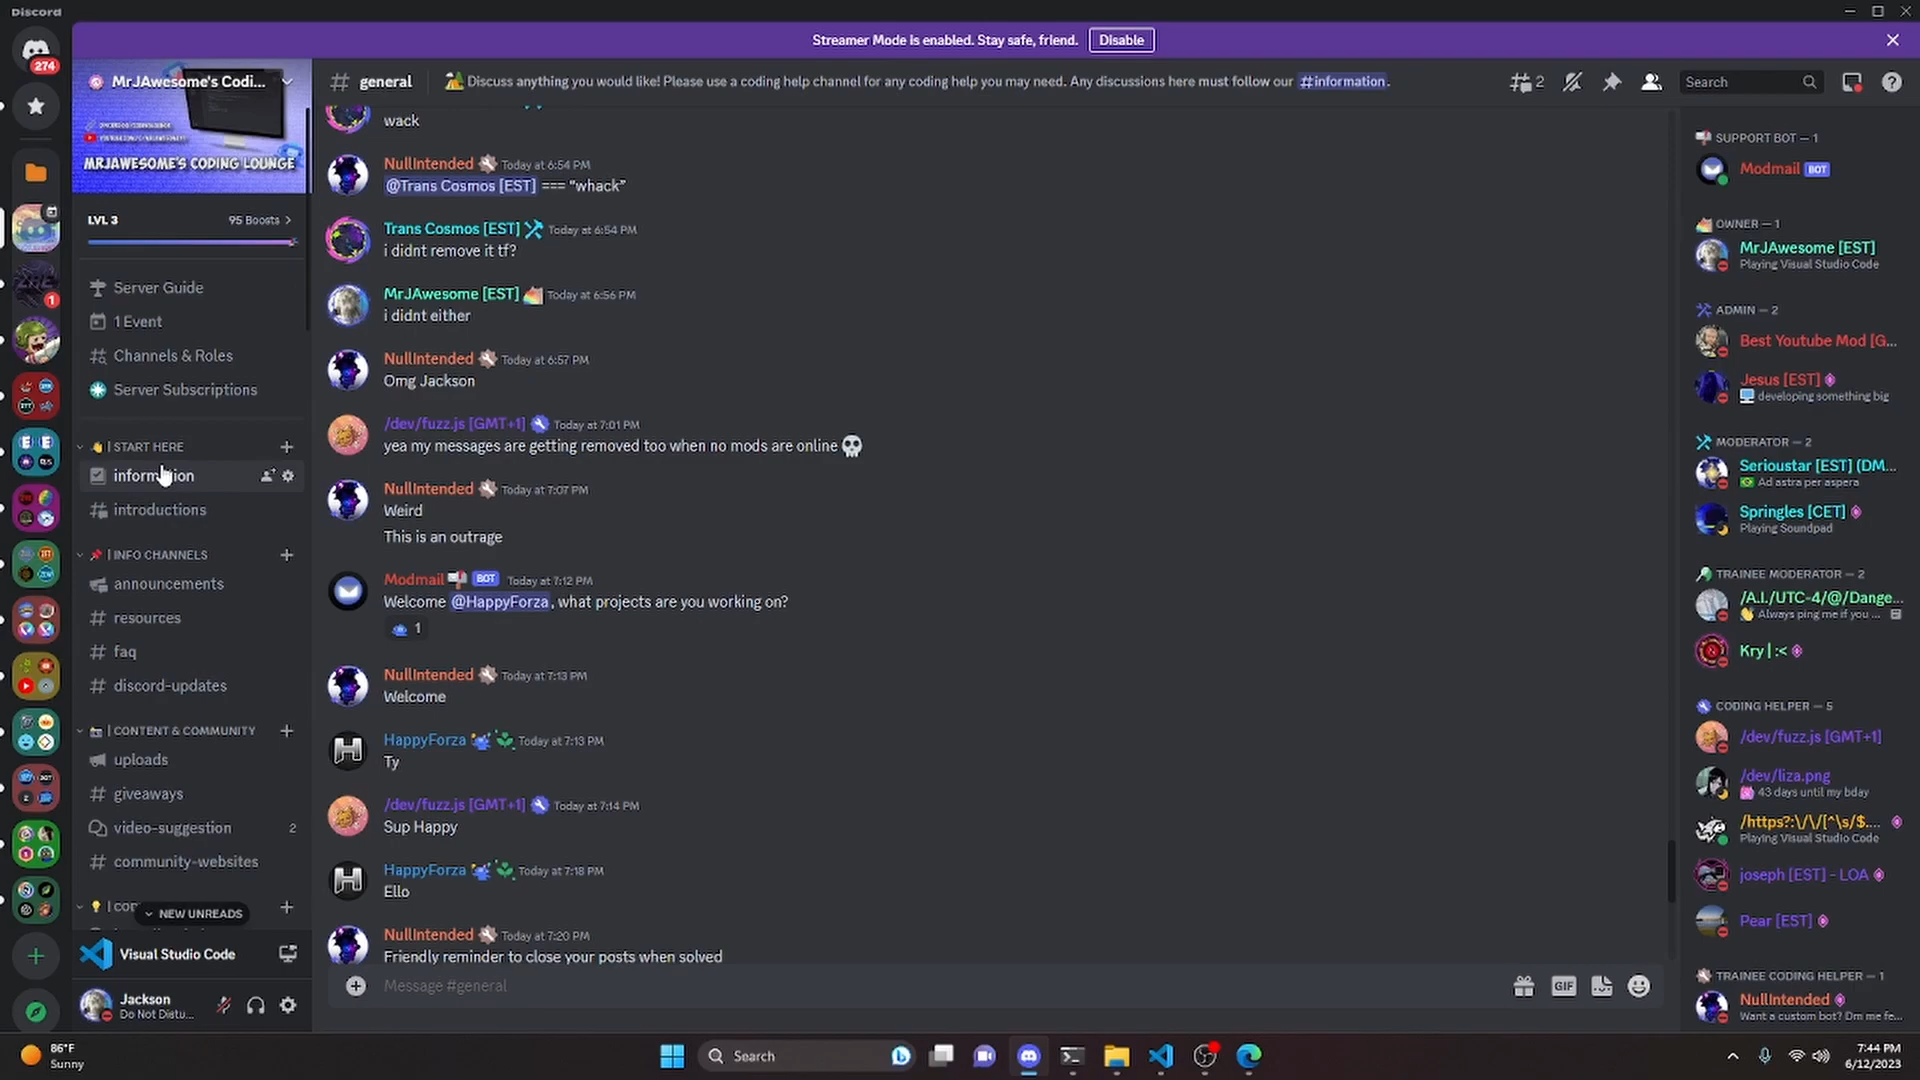 Discord
Streamer Mode is enabled. Stay safe, friend.
Disable
274
1
MrJAwesome's Codi...
MRJAWESOME'S CODING LOUNGE
LVL 3
95 Boosts
Server Guide
1 Event
Channels & Roles
Server Subscriptions
| START HERE
information
introductions
| INFO CHANNELS
announcements
resources
faq
discord-updates
| CONTENT & COMMUNITY
uploads
giveaways
video-suggestion
2
community-websites
NEW UNREADS
Visual Studio Code
Jackson
Do Not Distu...
# general
Discuss anything you would like! Please use a coding help channel for any coding help you may need. Any discussions here must follow our #information.
2
Search
wack
NullIntended Today at 6:54 PM
@Trans Cosmos [EST] === "whack"
Trans Cosmos [EST] Today at 6:54 PM
i didnt remove it tf?
MrJAwesome [EST] Today at 6:56 PM
i didnt either
NullIntended Today at 6:57 PM
Omg Jackson
/dev/fuzz.js [GMT+1] Today at 7:01 PM
yea my messages are getting removed too when no mods are online
NullIntended Today at 7:07 PM
Weird
This is an outrage
Modmail BOT Today at 7:12 PM
Welcome @HappyForza, what projects are you working on?
1
NullIntended Today at 7:13 PM
Welcome
HappyForza Today at 7:13 PM
Ty
/dev/fuzz.js [GMT+1] Today at 7:14 PM
Sup Happy
HappyForza Today at 7:18 PM
Ello
NullIntended Today at 7:20 PM
Friendly reminder to close your posts when solved
Message #general
GIF
SUPPORT BOT — 1
Modmail BOT
OWNER — 1
MrJAwesome [EST]
Playing Visual Studio Code
ADMIN — 2
Best Youtube Mod [G...
Jesus [EST]
developing something big
MODERATOR — 2
Serioustar [EST] (DM...
Ad astra per aspera
Springles [CET]
Playing Soundpad
TRAINEE MODERATOR — 2
/A.I./UTC-4/@/Dange...
Always ping me if you ...
Kry | :<
CODING HELPER — 5
/dev/fuzz.js [GMT+1]
/dev/liza.png
43 days until my bday
/https?:\/\/[^\s/$....
Playing Visual Studio Code
joseph [EST] - LOA
Pear [EST]
TRAINEE CODING HELPER — 1
NullIntended
Want a custom bot? Dm me fe...
86°F
Sunny
Search
7:44 PM
6/12/2023